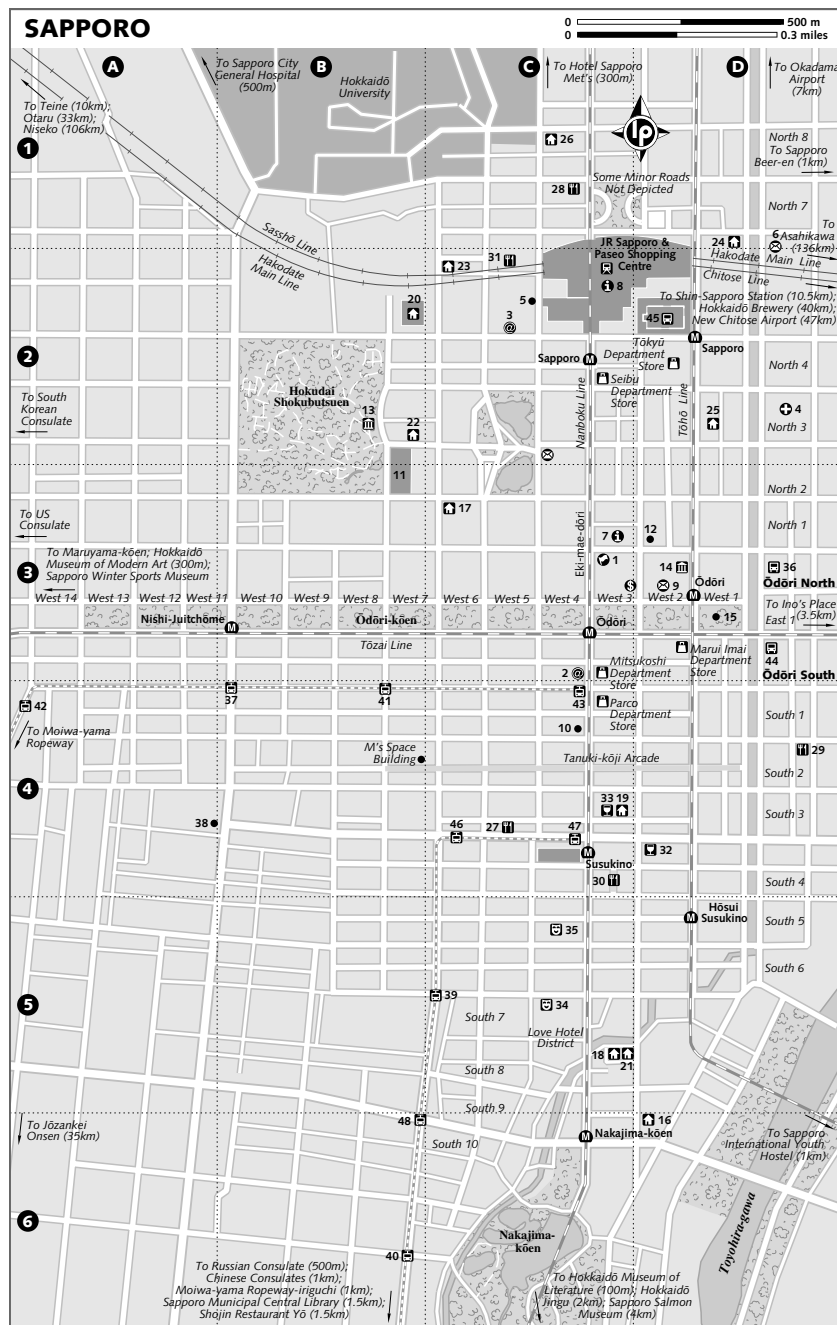 SAPPORO
0 500 m
0 0.3 miles
A
B
C
D
To Sapporo City
General Hospital
(500m)
Hokkaidō
University
To Hotel Sapporo
Met's (300m)
To Okadama
Airport
(7km)
To Teine (10km);
Otaru (33km);
Niseko (106km)
lp
1
26
North 8
To Sapporo
Beer-en (1km)
Some Minor Roads
Not Depicted
28
North 7
Sasshō Line
Hakodate
Main Line
JR Sapporo &
Paseo Shopping
Centre
24
6
To
Asahikawa
(136km)
Hakodate Main Line
Chitose Line
31
23
8
To Shin-Sapporo Station (10.5km);
Hokkaidō Brewery (40km);
New Chitose Airport (47km)
20
5
3
45
2
Sapporo
Tōkyū
Department
Store
Sapporo
North 4
Seibu
Department
Store
Hokudai
Shokubutsuen
To South
Korean
Consulate
13
22
Nanboku Line
Tōhō Line
25
4
North 3
11
North 2
17
To US
Consulate
Eki-mae-dōri
7
12
North 1
1
14
36
To Maruyama-kōen; Hokkaidō
Museum of Modern Art (300m);
Sapporo Winter Sports Museum
3
9
Ōdōri
Ōdōri North
West 14
West 13
West 12
West 11
West 10
West 9
West 8
West 7
West 6
West 5
West 4
West 3
West 2
West 1
To Ino's Place
(3.5km)
East 1
15
Nishi-Juitchōme
Ōdōri-kōen
Ōdōri
Tōzai Line
Marui Imai
Department
Store
44
Ōdōri South
2
Mitsukoshi
Department
Store
42
37
41
43
Parco
Department
Store
South 1
To Moiwa-yama
Ropeway
10
M's Space
Building
Tanuki-kōji Arcade
29
South 2
4
33 19
South 3
38
46
27
47
Susukino
32
30
South 4
Hōsui
Susukino
South 5
35
South 6
5
39
34
South 7
Love Hotel
District
18
21
South 8
South 9
To Jōzankei
Onsen (35km)
48
16
South 10
Nakajima-kōen
To Sapporo
International Youth
Hostel (1km)
Toyohira-gawa
6
Nakajima-
kōen
40
To Russian Consulate (500m);
Chinese Consulates (1km);
Moiwa-yama Ropeway-iriguchi (1km);
Sapporo Municipal Central Library (1.5km);
Shojin Restaurant Yō (1.5km)
To Hokkaidō Museum of
Literature (100m); Hokkaidō
Jingu (2km); Sapporo Salmon
Museum (4km)